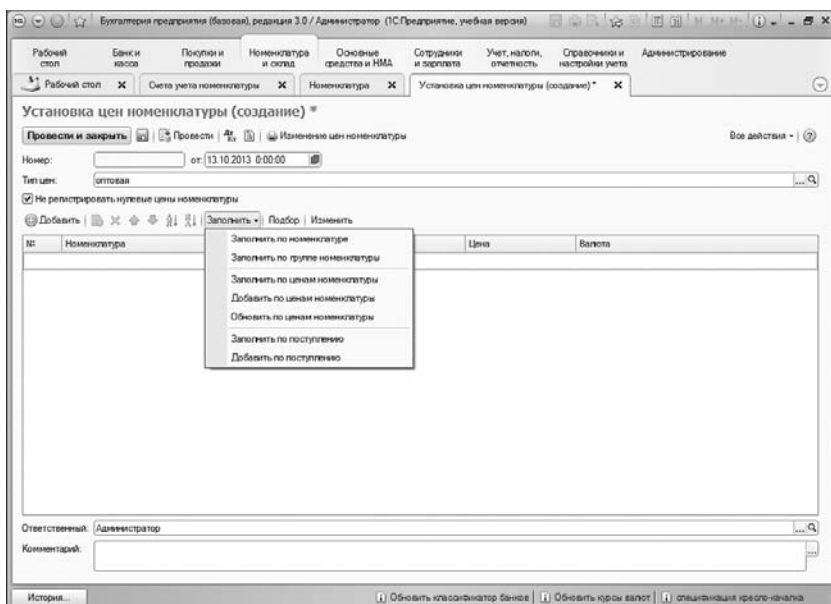 Бухгалтерия предприятия (базовая), редакция 3.0 / Администратор (1С:Предприятие, учебная версия)
M M+ M-
Рабочий стол
Банк и касса
Покупки и продажи
Номенклатура и склад
Основные средства и НМА
Сотрудники и зарплата
Учет, налоги, отчетность
Справочники и настройки учета
Администрирование
Рабочий стол
Счета учета номенклатуры
Номенклатура
Установка цен номенклатуры (создание) *
Установка цен номенклатуры (создание) *
Провести и закрыть Провести Изменение цен номенклатуры Все действия
Номер: от: 13.10.2013 0:00:00
Тип цен: оптовая
Не регистрировать нулевые цены номенклатуры
Добавить Заполнить Подбор Изменить
№ Номенклатура Цена Валюта
Заполнить по номенклатуре
Заполнить по группе номенклатуры
Заполнить по ценам номенклатуры
Добавить по ценам номенклатуры
Обновить по ценам номенклатуры
Заполнить по поступлению
Добавить по поступлению
Ответственный: Администратор
Комментарий:
История... Обновить классификатор банков Обновить курсы валют спецификация кресло-качалка